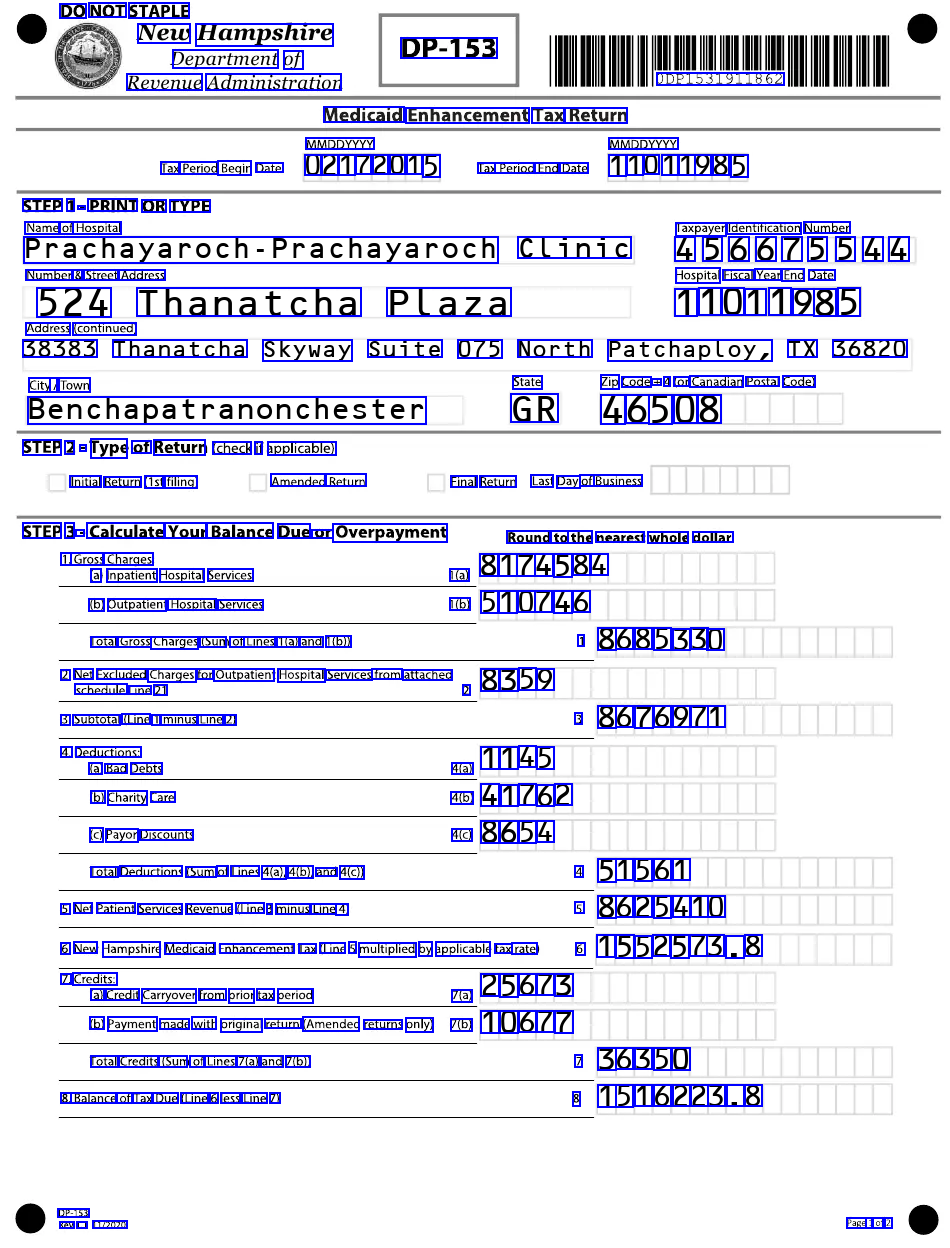 DO NOT STAPLE
New Hampshire
Department of
Revenue Administration
DP-153
0DP1531911862
Medicaid Enhancement Tax Return
MMDDYYYY MMDDYYYY
Tax Period Begin Date 02172015 Tax Period End Date 11011985
STEP 1 - PRINT OR TYPE
Name of Hospital Taxpayer Identification Number
Prachayaroch-Prachayaroch Clinic 456675544
Number & Street Address Hospital Fiscal Year End Date
524 Thanatcha Plaza 11011985
Address (continued)
38383 Thanatcha Skyway Suite 075 North Patchaploy, TX 36820
City / Town State Zip Code + 4 (or Canadian Postal Code)
Benchapatranonchester GR 46508
STEP 2 - Type of Return (check if applicable)
Initial Return (1st filing) Amended Return Final Return Last Day of Business
STEP 3 - Calculate Your Balance Due or Overpayment Round to the nearest whole dollar
1 Gross Charges
(a) Inpatient Hospital Services 1(a) 8174584
(b) Outpatient Hospital Services 1(b) 510746
Total Gross Charges (Sum of Lines 1(a) and 1(b)) 1 8685330
2 Net Excluded Charges for Outpatient Hospital Services from attached
schedule Line 21 2 8359
3 Subtotal (Line 1 minus Line 2) 3 8676971
4 Deductions:
(a) Bad Debts 4(a) 1145
(b) Charity Care 4(b) 41762
(c) Payor Discounts 4(c) 8654
Total Deductions (Sum of Lines 4(a), 4(b), and 4(c)) 4 51561
5 Net Patient Services Revenue (Line 3 minus Line 4) 5 8625410
6 New Hampshire Medicaid Enhancement Tax (Line 5 multiplied by applicable tax rate) 6 1552573.8
7 Credits:
(a) Credit Carryover from prior tax period 7(a) 25673
(b) Payment made with original return (Amended returns only) 7(b) 10677
Total Credits (Sum of Lines 7(a) and 7(b)) 7 36350
8 Balance of Tax Due (Line 6 less Line 7) 8 1516223.8
DP-153
Page 1 of 2